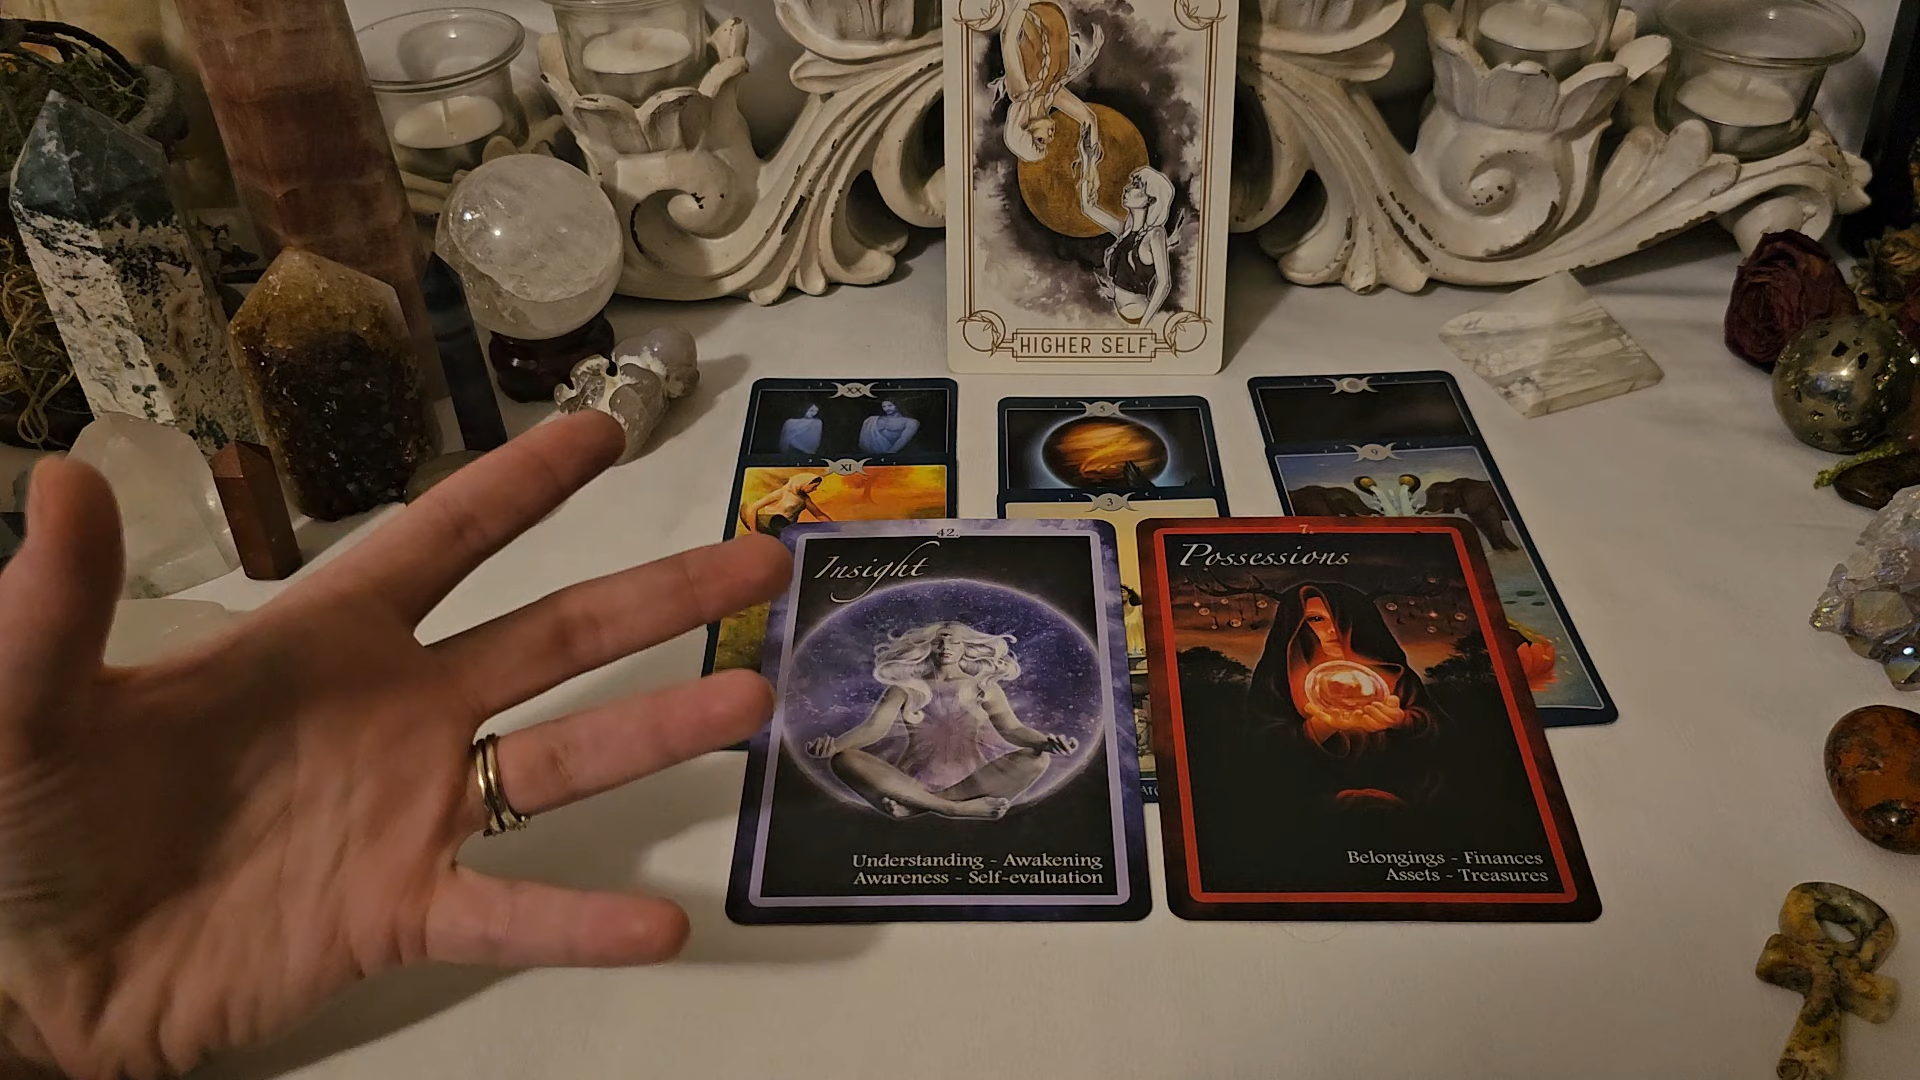 HIGHER SELF
XX
5
XI
3
9
42.
Insight
Understanding - Awakening
Awareness - Self-evaluation
7.
Possessions
Belongings - Finances
Assets - Treasures